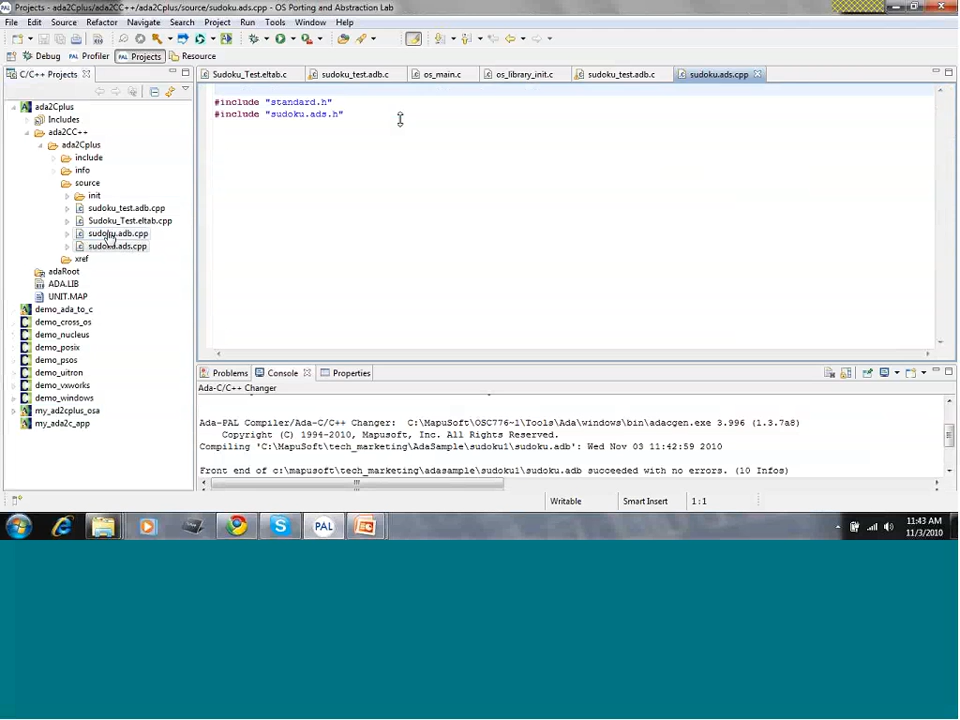 Projects - ada2Cplus/ada2CC++/ada2Cplus/source/sudoku.ads.cpp - OS Porting and Abstraction Lab
File Edit Source Refactor Navigate Search Project Run Tools Window Help
Debug PAL Profiler PAL Projects Resource
C/C++ Projects
Sudoku_Test.eltab.c sudoku_test.adb.c os_main.c os_library_init.c sudoku_test.adb.c sudoku.ads.cpp
ada2Cplus
Includes
ada2CC++
ada2Cplus
include
info
source
init
sudoku_test.adb.cpp
Sudoku_Test.eltab.cpp
sudoku.adb.cpp
sudoku.ads.cpp
xref
adaRoot
ADA.LIB
UNIT.MAP
demo_ada_to_c
demo_cross_os
demo_nucleus
demo_posix
demo_psos
demo_uitron
demo_vxworks
demo_windows
my_ad2cplus_osa
my_ada2c_app
#include "standard.h"
#include "sudoku.ads.h"
Problems Console Properties
Ada-C/C++ Changer
Ada-PAL Compiler/Ada-C/C++ Changer: C:\MapuSoft\OSC776-1\Tools\Ada\windows\bin\adacgen.exe 3.996 (1.3.7a8)
Copyright (C) 1994-2010, Mapusoft, Inc. All Rights Reserved.
Compiling 'C:\MapuSoft\tech_marketing\AdaSample\sudoku1\sudoku.adb': Wed Nov 03 11:42:59 2010
Front end of c:\mapusoft\tech_marketing\adasample\sudoku1\sudoku.adb succeeded with no errors. (10 Infos)
Writable Smart Insert 1:1
PAL
11:43 AM
11/3/2010